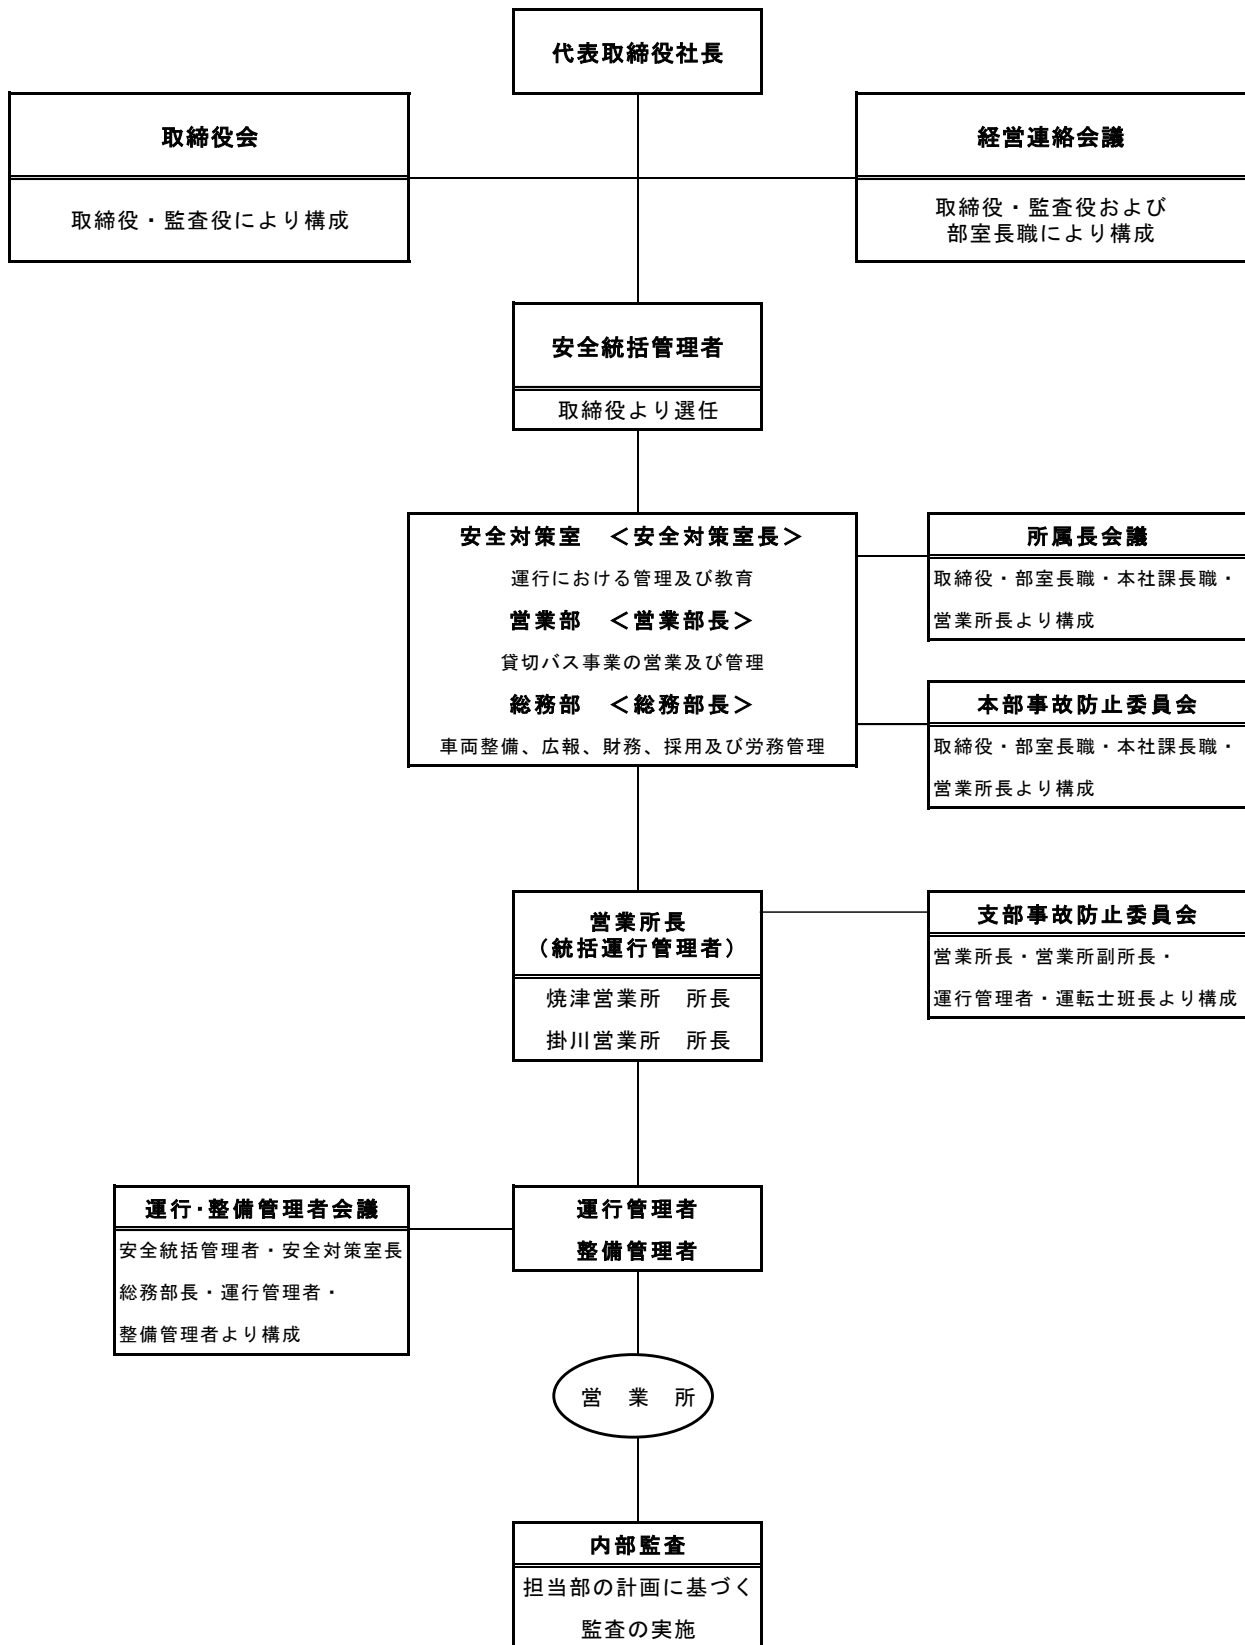 代表取締役社長
取締役会
取締役・監査役により構成
経営連絡会議
取締役・監査役および
部室長職により構成
安全統括管理者
取締役より選任
安全対策室　＜安全対策室長＞
運行における管理及び教育
営業部　＜営業部長＞
貸切バス事業の営業及び管理
総務部　＜総務部長＞
車両整備、広報、財務、採用及び労務管理
所属長会議
取締役・部室長職・本社課長職・
営業所長より構成
本部事故防止委員会
取締役・部室長職・本社課長職・
営業所長より構成
営業所長
（統括運行管理者）
焼津営業所　所長
掛川営業所　所長
支部事故防止委員会
営業所長・営業所副所長・
運行管理者・運転士班長より構成
運行・整備管理者会議
安全統括管理者・安全対策室長
総務部長・運行管理者・
整備管理者より構成
運行管理者
整備管理者
営　業　所
内部監査
担当部の計画に基づく
監査の実施